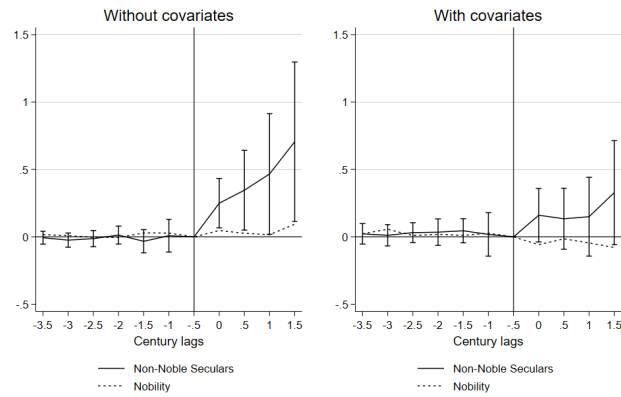 Without covariates
1.5
1
.5
0
-.5
-3.5 -3 -2.5 -2 -1.5 -1 -.5 0 .5 1 1.5
Century lags
Non-Noble Seculars
Nobility
With covariates
1.5
1
.5
0
-.5
-3.5 -3 -2.5 -2 -1.5 -1 -.5 0 .5 1 1.5
Century lags
Non-Noble Seculars
Nobility